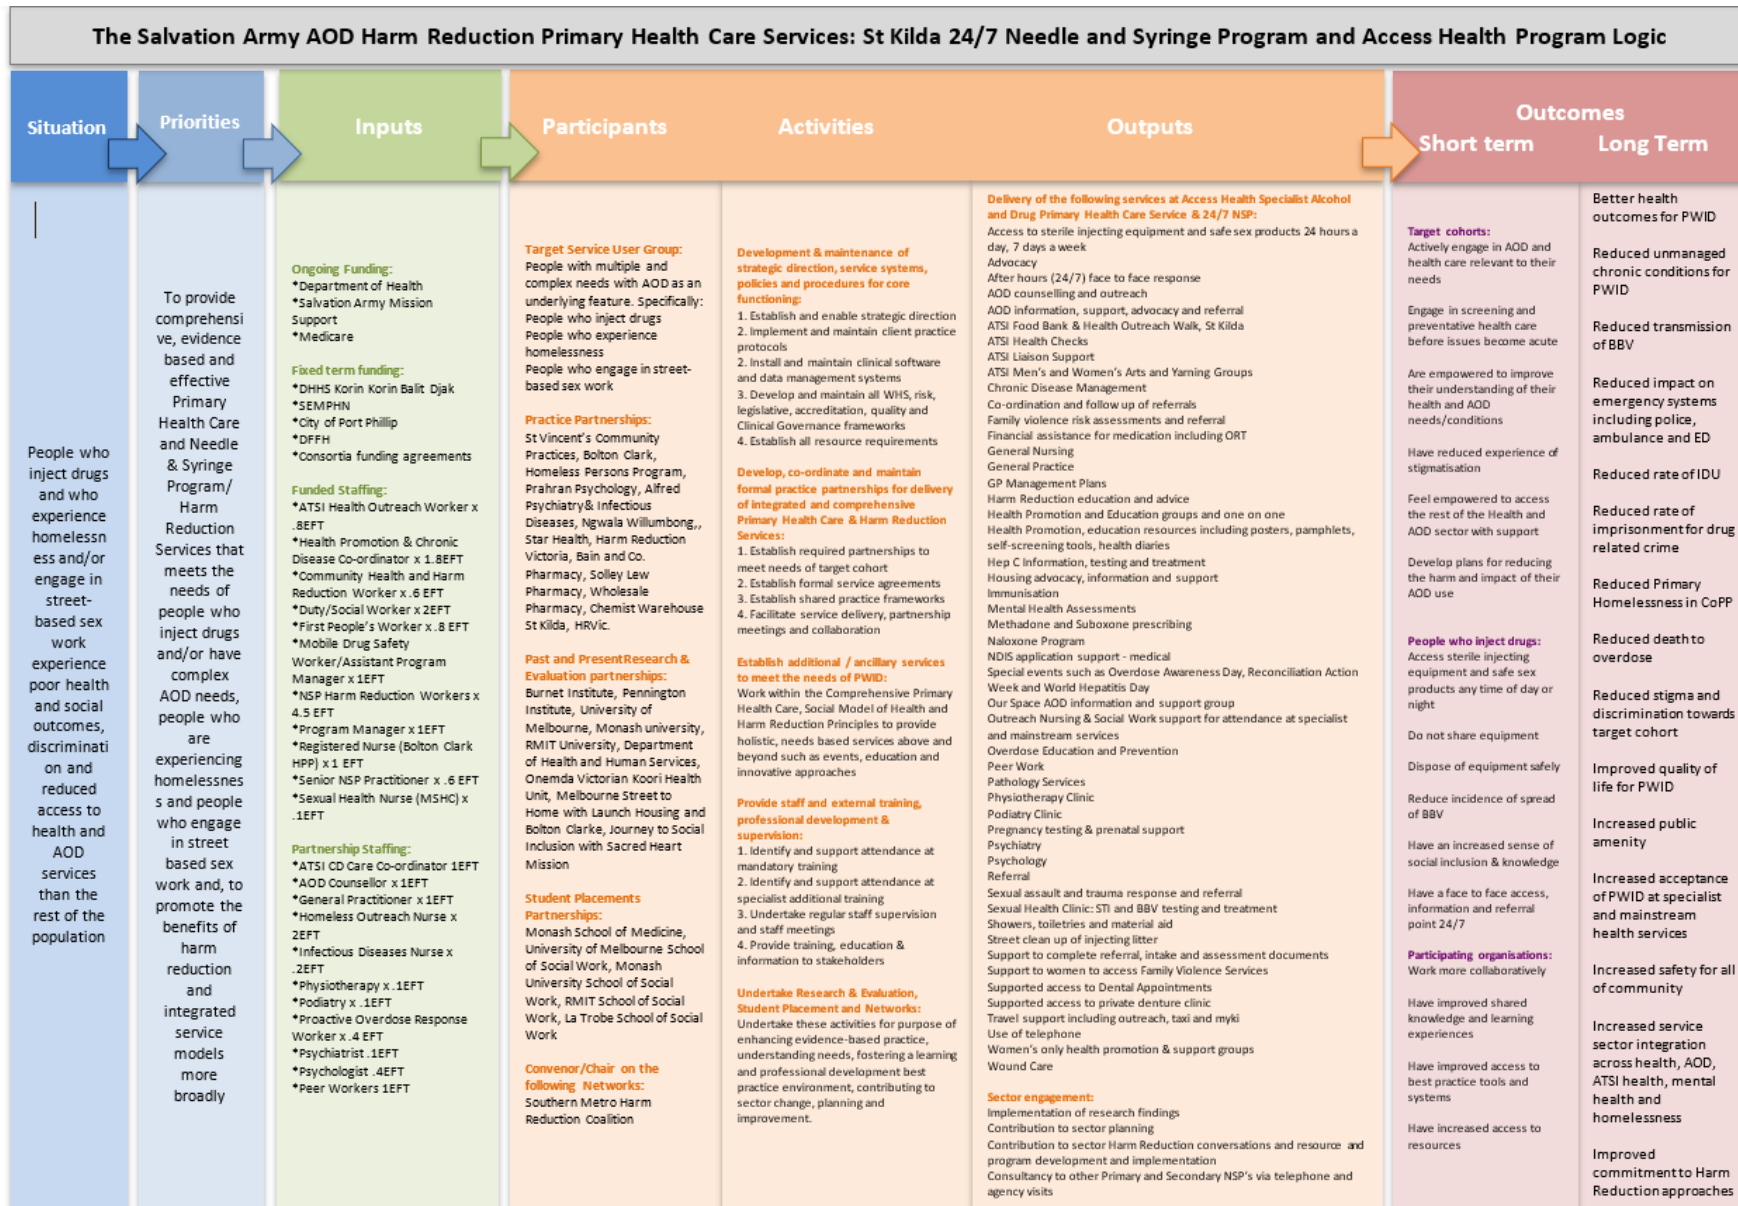 The Salvation Army AOD Harm Reduction Primary Health Care Services: St Kilda 24/7 Needle and Syringe Program and Access Health Program Logic
Situation
People who
inject drugs
and who
experience
homelessn
ess and/or
engage in
street-
based sex
work
experience
poor health
and social
outcomes,
discriminati
on and
reduced
access to
health and
AOD
services
than the
rest of the
population
Priorities
To provide
comprehensi
ve, evidence
based and
effective
Primary
Health Care
and Needle
& Syringe
Program/
Harm
Reduction
Services that
meets the
needs of
people who
inject drugs
and/or have
complex
AOD needs,
people who
are
experiencing
homelessnes
s and people
who engage
in street
based sex
work and, to
promote the
benefits of
harm
reduction
and
integrated
service
models
more
broadly
Inputs
Ongoing Funding:
*Department of Health
*Salvation Army Mission
Support
*Medicare
Fixed term funding:
*DHHS Korin Korin Balit Djak
*SEMPHN
*City of Port Phillip
*DFFH
*Consortia funding agreements
Funded Staffing:
*ATSI Health Outreach Worker x
.8EFT
*Health Promotion & Chronic
Disease Co-ordinator x 1.8EFT
*Community Health and Harm
Reduction Worker x .6 EFT
*Duty/Social Worker x 2EFT
*First People's Worker x .8 EFT
*Mobile Drug Safety
Worker/Assistant Program
Manager x 1EFT
*NSP Harm Reduction Workers x
4.5 EFT
*Program Manager x 1EFT
*Registered Nurse (Bolton Clark
HPP) x 1 EFT
*Senior NSP Practitioner x .6 EFT
*Sexual Health Nurse (MSHC) x
.1EFT
Partnership Staffing:
*ATSI CD Care Co-ordinator 1EFT
*AOD Counsellor x 1EFT
*General Practitioner x 1EFT
*Homeless Outreach Nurse x
2EFT
*Infectious Diseases Nurse x
.2EFT
*Physiotherapy x .1EFT
*Podiatry x .1EFT
*Proactive Overdose Response
Worker x .4 EFT
*Psychiatrist .1EFT
*Psychologist .4EFT
*Peer Workers 1EFT
Participants
Target Service User Group:
People with multiple and
complex needs with AOD as an
underlying feature. Specifically:
People who inject drugs
People who experience
homelessness
People who engage in street-
based sex work
Practice Partnerships:
St Vincent's Community
Practices, Bolton Clark,
Homeless Persons Program,
Prahran Psychology, Alfred
Psychiatry& Infectious
Diseases, Ngwala Willumbong,,
Star Health, Harm Reduction
Victoria, Bain and Co.
Pharmacy, Solley Lew
Pharmacy, Wholesale
Pharmacy, Chemist Warehouse
St Kilda, HRVic.
Past and PresentResearch &
Evaluation partnerships:
Burnet Institute, Pennington
Institute, University of
Melbourne, Monash university,
RMIT University, Department
of Health and Human Services,
Onemda Victorian Koori Health
Unit, Melbourne Street to
Home with Launch Housing and
Bolton Clarke, Journey to Social
Inclusion with Sacred Heart
Mission
Student Placements
Partnerships:
Monash School of Medicine,
University of Melbourne School
of Social Work, Monash
University School of Social
Work, RMIT School of Social
Work, La Trobe School of Social
Work
Convenor/Chair on the
following Networks:
Southern Metro Harm
Reduction Coalition
Activities
Development & maintenance of
strategic direction, service systems,
policies and procedures for core
functioning:
1. Establish and enable strategic direction
2. Implement and maintain client practice
protocols
2. Install and maintain clinical software
and data management systems
3. Develop and maintain all WHS, risk,
legislative, accreditation, quality and
Clinical Governance frameworks
4. Establish all resource requirements
Develop, co-ordinate and maintain
formal practice partnerships for delivery
of integrated and comprehensive
Primary Health Care & Harm Reduction
Services:
1. Establish required partnerships to
meet needs of target cohort
2. Establish formal service agreements
3. Establish shared practice frameworks
4. Facilitate service delivery, partnership
meetings and collaboration
Establish additional / ancillary services
to meet the needs of PWID:
Work within the Comprehensive Primary
Health Care, Social Model of Health and
Harm Reduction Principles to provide
holistic, needs based services above and
beyond such as events, education and
innovative approaches
Provide staff and external training,
professional development &
supervision:
1. Identify and support attendance at
mandatory training
2. Identify and support attendance at
specialist additional training
3. Undertake regular staff supervision
and staff meetings
4. Provide training, education &
information to stakeholders
Undertake Research & Evaluation,
Student Placement and Networks:
Undertake these activities for purpose of
enhancing evidence-based practice,
understanding needs, fostering a learning
and professional development best
practice environment, contributing to
sector change, planning and
improvement.
Outputs
Delivery of the following services at Access Health Specialist Alcohol
and Drug Primary Health Care Service & 24/7 NSP:
Access to sterile injecting equipment and safe sex products 24 hours a
day, 7 days a week
Advocacy
After hours (24/7) face to face response
AOD counselling and outreach
AOD information, support, advocacy and referral
ATSI Food Bank & Health Outreach Walk, St Kilda
ATSI Health Checks
ATSI Liaison Support
ATSI Men's and Women's Arts and Yarning Groups
Chronic Disease Management
Co-ordination and follow up of referrals
Family violence risk assessments and referral
Financial assistance for medication including ORT
General Nursing
General Practice
GP Management Plans
Harm Reduction education and advice
Health Promotion and Education groups and one on one
Health Promotion, education resources including posters, pamphlets,
self-screening tools, health diaries
Hep C Information, testing and treatment
Housing advocacy, information and support
Immunisation
Mental Health Assessments
Methadone and Suboxone prescribing
Naloxone Program
NDIS application support - medical
Special events such as Overdose Awareness Day, Reconciliation Action
Week and World Hepatitis Day
Our Space AOD information and support group
Outreach Nursing & Social Work support for attendance at specialist
and mainstream services
Overdose Education and Prevention
Peer Work
Pathology Services
Physiotherapy Clinic
Podiatry Clinic
Pregnancy testing & prenatal support
Psychiatry
Psychology
Referral
Sexual assault and trauma response and referral
Sexual Health Clinic: STI and BBV testing and treatment
Showers, toiletries and material aid
Street clean up of injecting litter
Support to complete referral, intake and assessment documents
Support to women to access Family Violence Services
Supported access to Dental Appointments
Supported access to private denture clinic
Travel support including outreach, taxi and myki
Use of telephone
Women's only health promotion & support groups
Wound Care
Sector engagement:
Implementation of research findings
Contribution to sector planning
Contribution to sector Harm Reduction conversations and resource and
program development and implementation
Consultancy to other Primary and Secondary NSP's via telephone and
agency visits
Outcomes
Short term
Target cohorts:
Actively engage in AOD and
health care relevant to their
needs
Engage in screening and
preventative health care
before issues become acute
Are empowered to improve
their understanding of their
health and AOD
needs/conditions
Have reduced experience of
stigmatisation
Feel empowered to access
the rest of the Health and
AOD sector with support
Develop plans for reducing
the harm and impact of their
AOD use
People who inject drugs:
Access sterile injecting
equipment and safe sex
products any time of day or
night
Do not share equipment
Dispose of equipment safely
Reduce incidence of spread
of BBV
Have an increased sense of
social inclusion & knowledge
Have a face to face access,
information and referral
point 24/7
Participating organisations:
Work more collaboratively
Have improved shared
knowledge and learning
experiences
Have improved access to
best practice tools and
systems
Have increased access to
resources
Long Term
Better health
outcomes for PWID
Reduced unmanaged
chronic conditions for
PWID
Reduced transmission
of BBV
Reduced impact on
emergency systems
including police,
ambulance and ED
Reduced rate of IDU
Reduced rate of
imprisonment for drug
related crime
Reduced Primary
Homelessness in CoPP
Reduced death to
overdose
Reduced stigma and
discrimination towards
target cohort
Improved quality of
life for PWID
Increased public
amenity
Increased acceptance
of PWID at specialist
and mainstream
health services
Increased safety for all
of community
Increased service
sector integration
across health, AOD,
ATSI health, mental
health and
homelessness
Improved
commitment to Harm
Reduction approaches